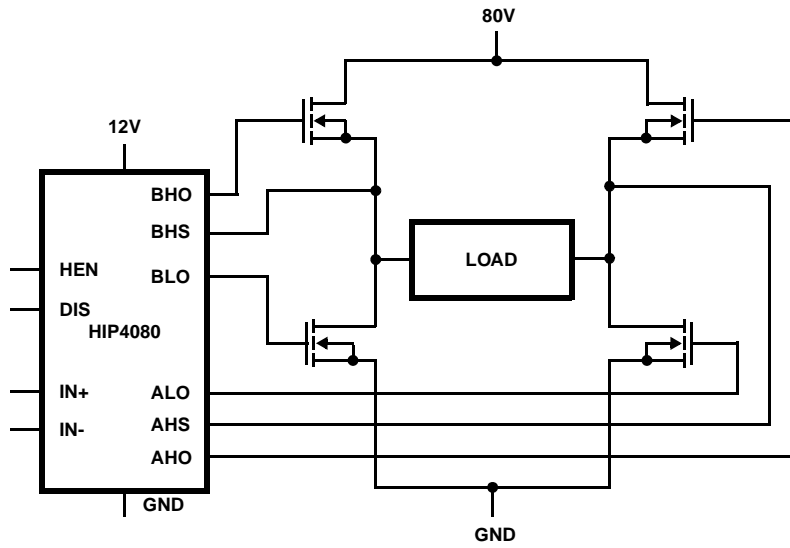 80V
12V
BHO
BHS
HEN
BLO
DIS
HIP4080
LOAD
IN+
ALO
IN-
AHS
AHO
GND
GND